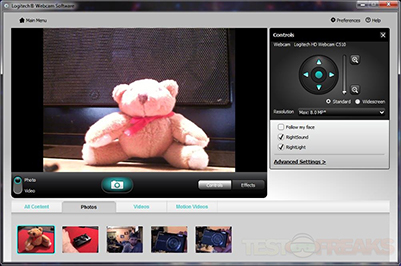 Logitech® Webcam Software
Main Menu
Preferences
Help
Controls
Webcam Logitech HD Webcam C510
Standard
Widescreen
Resolution
Max: 8.0 MP*
Follow my face
RightSound
RightLight
Advanced Settings >
Photo
Video
Controls
Effects
All Content
Photos
Videos
Motion Videos
TESTFREAKS